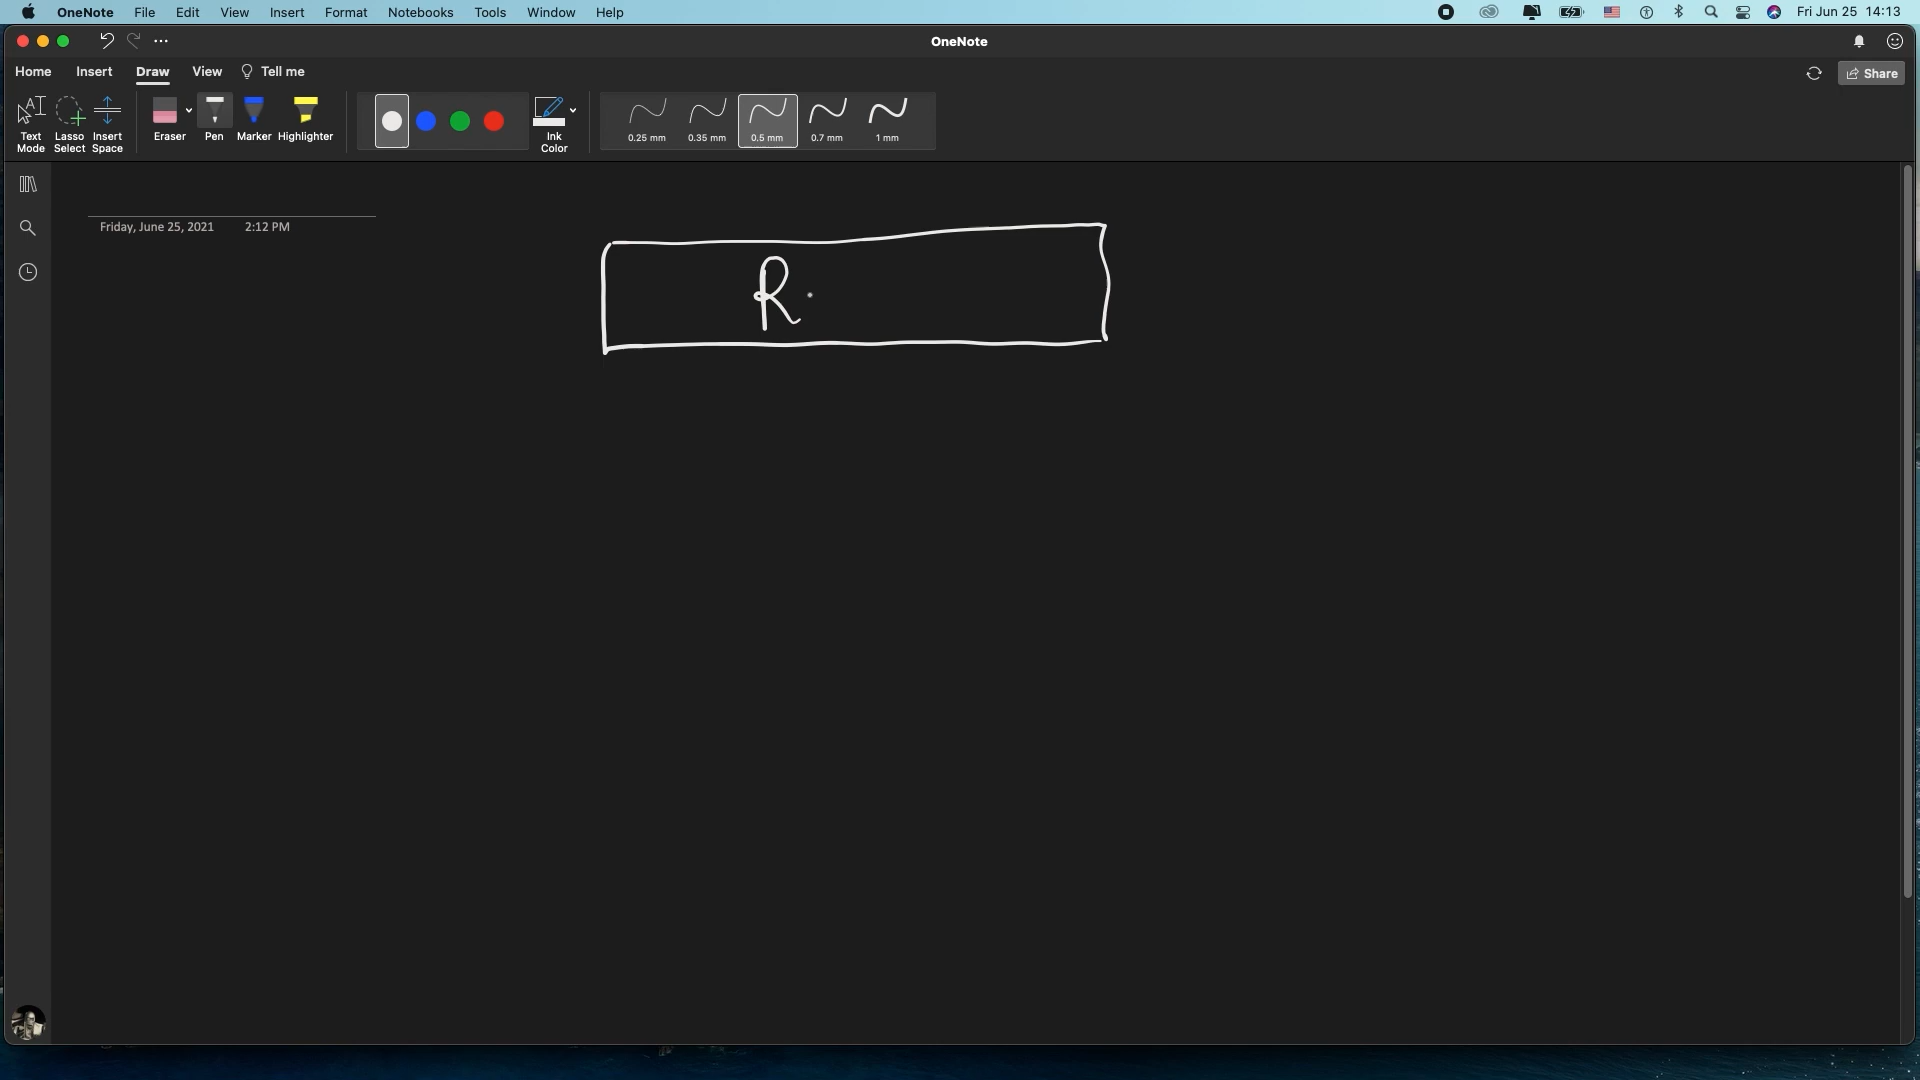 OneNote File Edit View Insert Format Notebooks Tools Window Help Fri Jun 25 14:13
OneNote
Home Insert Draw View Tell me Share
Text Mode Lasso Select Insert Space Eraser Pen Marker Highlighter Ink Color 0.25 mm 0.35 mm 0.5 mm 0.7 mm 1 mm
Friday, June 25, 2021 2:12 PM
R